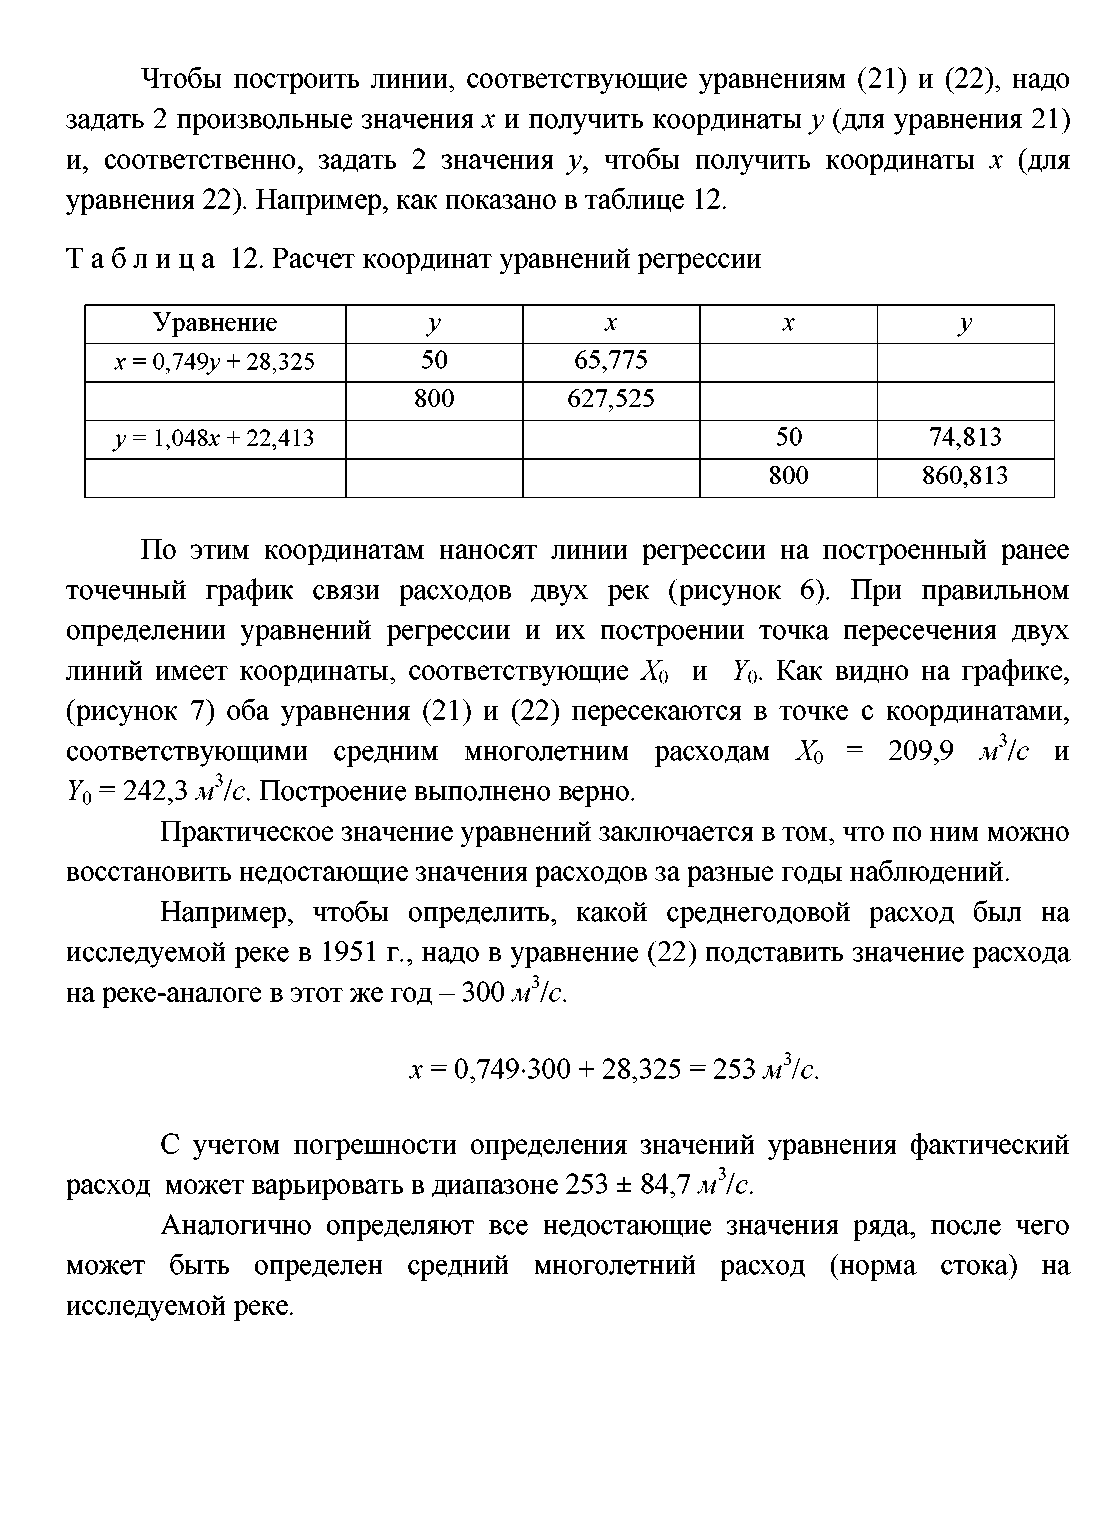 Чтобы построить линии, соответствующие уравнениям (21) и (22), надо
задать 2 произвольные значения x и получить координаты y (для уравнения 21)
и, соответственно, задать 2 значения y, чтобы получить координаты x (для
уравнения 22). Например, как показано в таблице 12.
Т а б л и ц а 12. Расчет координат уравнений регрессии
Уравнение y x x y
x = 0,749y + 28,325 50 65,775
800 627,525
y = 1,048x + 22,413 50 74,813
800 860,813
По этим координатам наносят линии регрессии на построенный ранее
точечный график связи расходов двух рек (рисунок 6). При правильном
определении уравнений регрессии и их построении точка пересечения двух
линий имеет координаты, соответствующие X₀ и Y₀. Как видно на графике,
(рисунок 7) оба уравнения (21) и (22) пересекаются в точке с координатами,
соответствующими средним многолетним расходам X₀ = 209,9 м³/с и
Y₀ = 242,3 м³/с. Построение выполнено верно.
Практическое значение уравнений заключается в том, что по ним можно
восстановить недостающие значения расходов за разные годы наблюдений.
Например, чтобы определить, какой среднегодовой расход был на
исследуемой реке в 1951 г., надо в уравнение (22) подставить значение расхода
на реке-аналоге в этот же год – 300 м³/с.
x = 0,749·300 + 28,325 = 253 м³/с.
С учетом погрешности определения значений уравнения фактический
расход может варьировать в диапазоне 253 ± 84,7 м³/с.
Аналогично определяют все недостающие значения ряда, после чего
может быть определен средний многолетний расход (норма стока) на
исследуемой реке.